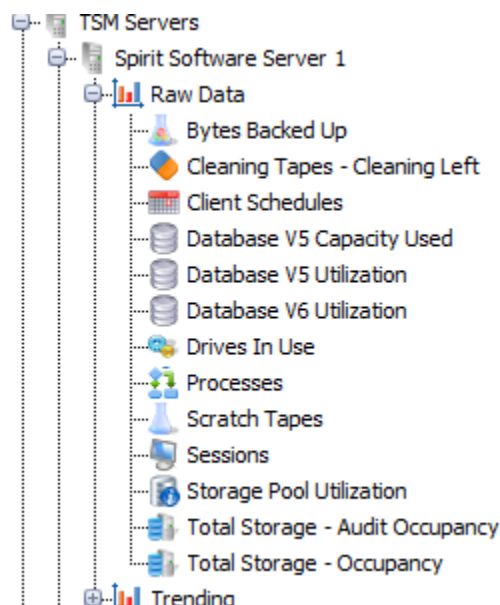 TSM Servers
Spirit Software Server 1
Raw Data
Bytes Backed Up
Cleaning Tapes - Cleaning Left
Client Schedules
Database V5 Capacity Used
Database V5 Utilization
Database V6 Utilization
Drives In Use
Processes
Scratch Tapes
Sessions
Storage Pool Utilization
Total Storage - Audit Occupancy
Total Storage - Occupancy
Trending